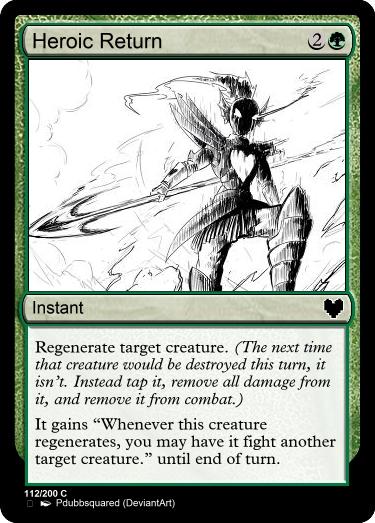 Heroic Return 2
Instant
Regenerate target creature. (The next time
that creature would be destroyed this turn, it
isn't. Instead tap it, remove all damage from
it, and remove it from combat.)
It gains “Whenever this creature
regenerates, you may have it fight another
target creature.” until end of turn.
112/200 C
Pdubbsquared (DeviantArt)